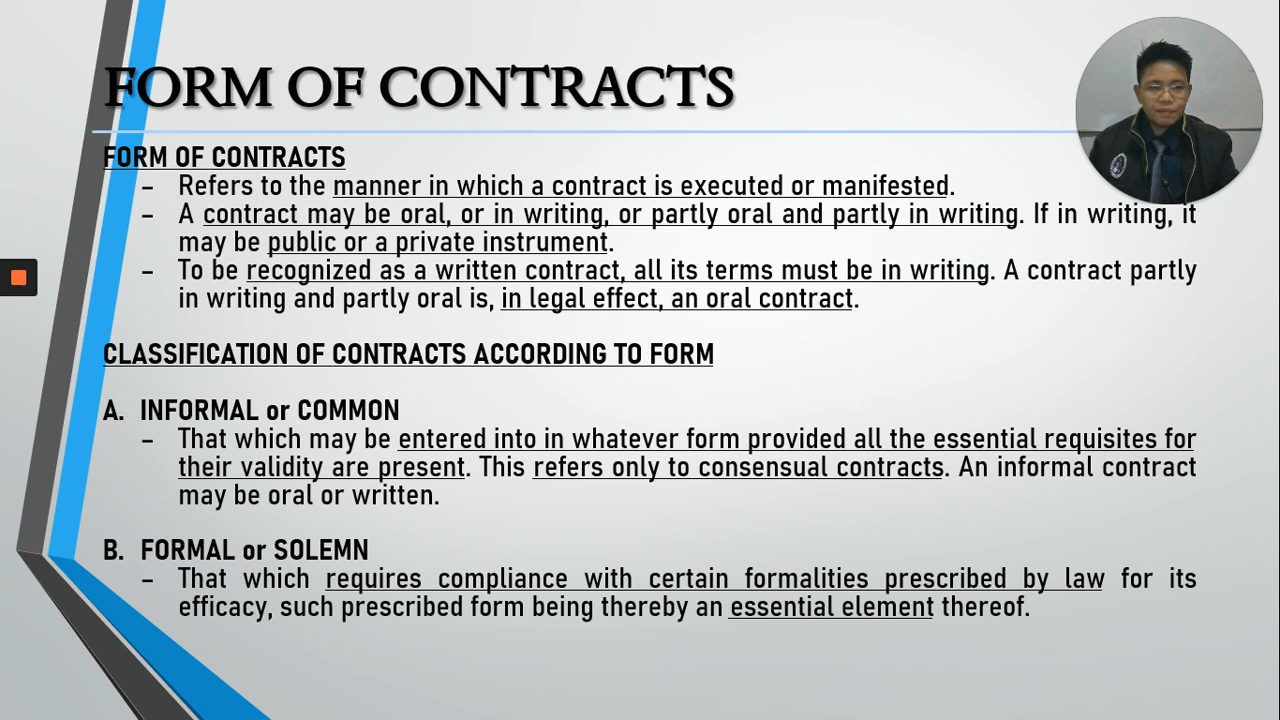 FORM OF CONTRACTS
FORM OF CONTRACTS
– Refers to the manner in which a contract is executed or manifested.
– A contract may be oral, or in writing, or partly oral and partly in writing. If in writing, it
may be public or a private instrument.
– To be recognized as a written contract, all its terms must be in writing. A contract partly
in writing and partly oral is, in legal effect, an oral contract.
CLASSIFICATION OF CONTRACTS ACCORDING TO FORM
A. INFORMAL or COMMON
– That which may be entered into in whatever form provided all the essential requisites for
their validity are present. This refers only to consensual contracts. An informal contract
may be oral or written.
B. FORMAL or SOLEMN
– That which requires compliance with certain formalities prescribed by law for its
efficacy, such prescribed form being thereby an essential element thereof.